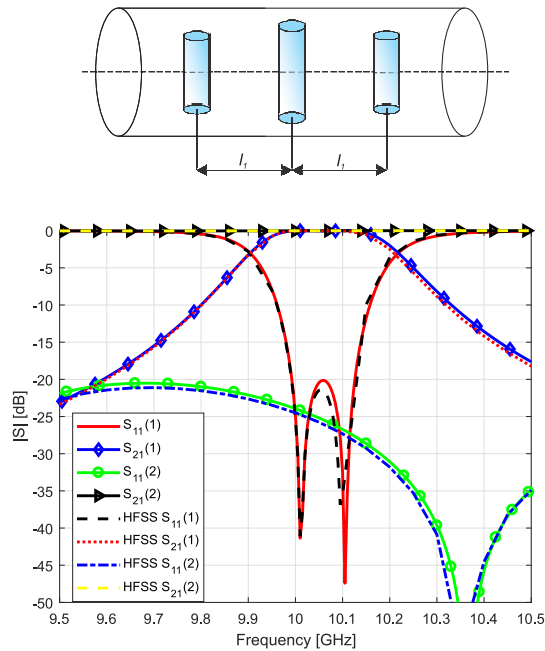 l₁ l₁
0
-5
-10
-15
-20
-25
-30
-35
-40
-45
-50
|S| [dB]
S₁₁(1)
S₂₁(1)
S₁₁(2)
S₂₁(2)
HFSS S₁₁(1)
HFSS S₂₁(1)
HFSS S₁₁(2)
HFSS S₂₁(2)
9.5 9.6 9.7 9.8 9.9 10 10.1 10.2 10.3 10.4 10.5
Frequency [GHz]